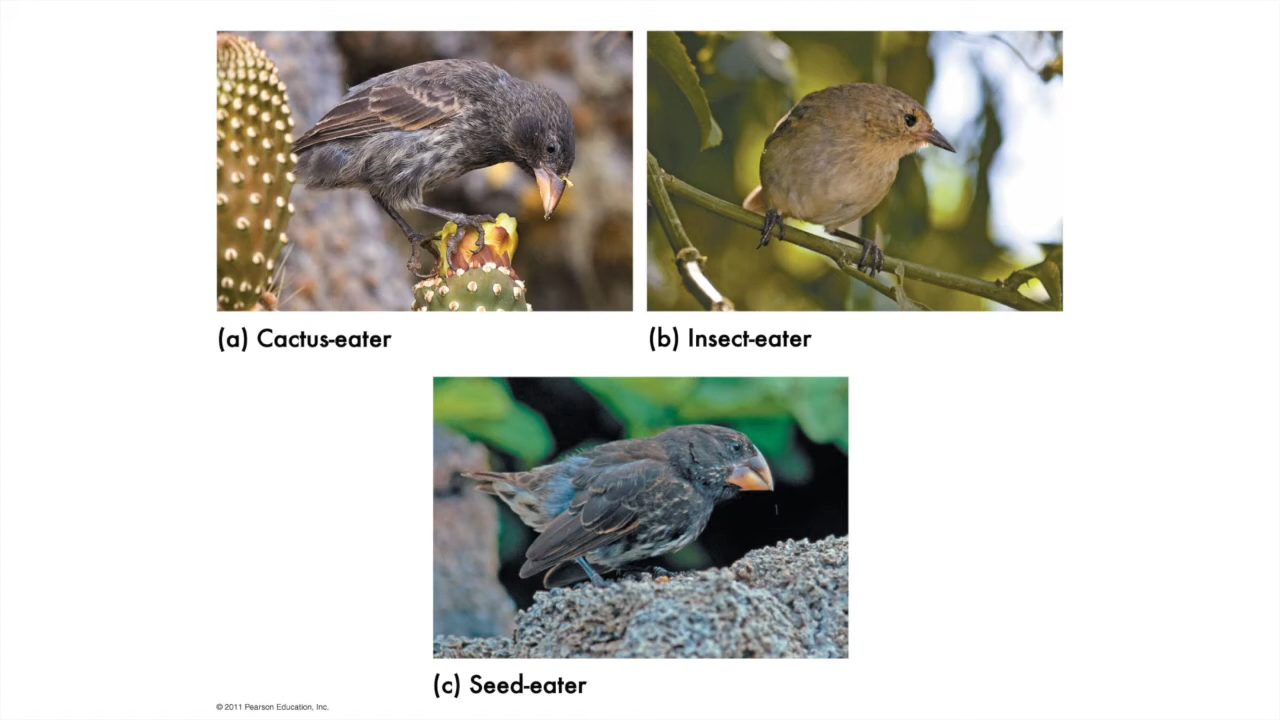 (a) Cactus-eater
(b) Insect-eater
(c) Seed-eater
© 2011 Pearson Education, Inc.